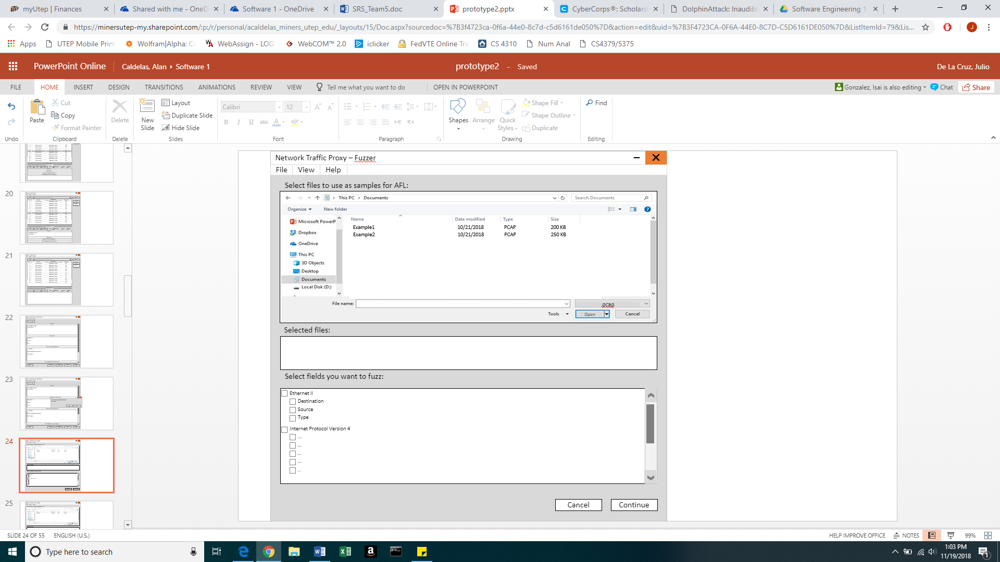 myUtep | Finances
Shared with me - OneD
Software 1 - OneDrive
SRS_Team5.doc
prototype2.pptx
CyberCorps®: Scholarsh
DolphinAttack: Inaudibl
Software Engineering 1
https://minersutep-my.sharepoint.com/:p:/r/personal/acaldelas_miners_utep_edu/_layouts/15/Doc.aspx?sourcedoc=%7B3f4723ca-0f6a-44e0-8c7d-c5d6161de050%7D&action=edit&uid=%7B3F4723CA-0F6A-44E0-8C7D-C5D6161DE050%7D&ListItemId=79&Lis...
J
Apps
UTEP Mobile Print
Wolfram|Alpha: Co
WebAssign - LOG
WebCOM™ 2.0
iclicker
FedVTE Online Tra
CS 4310
Num Anal
CS4379/5375
PowerPoint Online
Caldelas, Alan
Software 1
prototype2 - Saved
De La Cruz, Julio
FILE HOME INSERT DESIGN TRANSITIONS ANIMATIONS REVIEW VIEW
Tell me what you want to do
OPEN IN POWERPOINT
Gonzalez, Isai is also editing
Chat
Share
Undo
Paste
Cut
Copy
Format Painter
Clipboard
Delete
Delete
New Slide
Layout
Duplicate Slide
Hide Slide
Slides
Calibri 12
B I U abc A ab
Font
Paragraph
Shapes
Arrange
Quick Styles
Shape Fill
Shape Outline
Duplicate
Drawing
Find
Editing
20
21
22
23
24
25
Network Traffic Proxy – Fuzzer
File View Help
Select files to use as samples for AFL:
This PC
Documents
Search Documents
Organize
New folder
Microsoft PowerP
Dropbox
OneDrive
This PC
3D Objects
Desktop
Documents
Local Disk (D:)
Name Date modified Type Size
Example1 10/21/2018 PCAP 200 KB
Example2 10/21/2018 PCAP 250 KB
File name:
.pcap
Tools
Open
Cancel
Selected files:
Select fields you want to fuzz:
Ethernet II
Destination
Source
Type
Internet Protocol Version 4
...
...
...
...
..
Cancel
Continue
SLIDE 24 OF 55
ENGLISH (U.S.)
HELP IMPROVE OFFICE
NOTES
99%
Type here to search
1:03 PM
11/19/2018
1